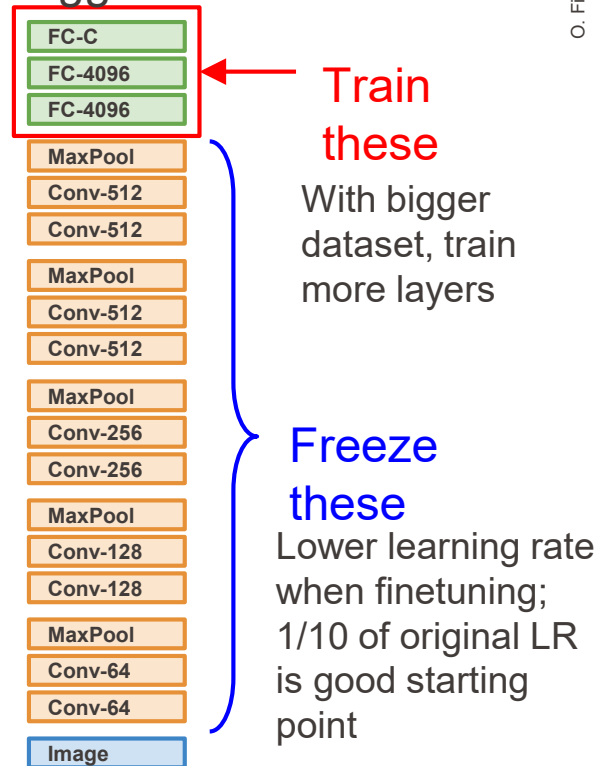 FC-C
FC-4096
FC-4096
MaxPool
Conv-512
Conv-512
MaxPool
Conv-512
Conv-512
MaxPool
Conv-256
Conv-256
MaxPool
Conv-128
Conv-128
MaxPool
Conv-64
Conv-64
Image
Train
these
With bigger
dataset, train
more layers
Freeze
these
Lower learning rate
when finetuning;
1/10 of original LR
is good starting
point
O. Fi